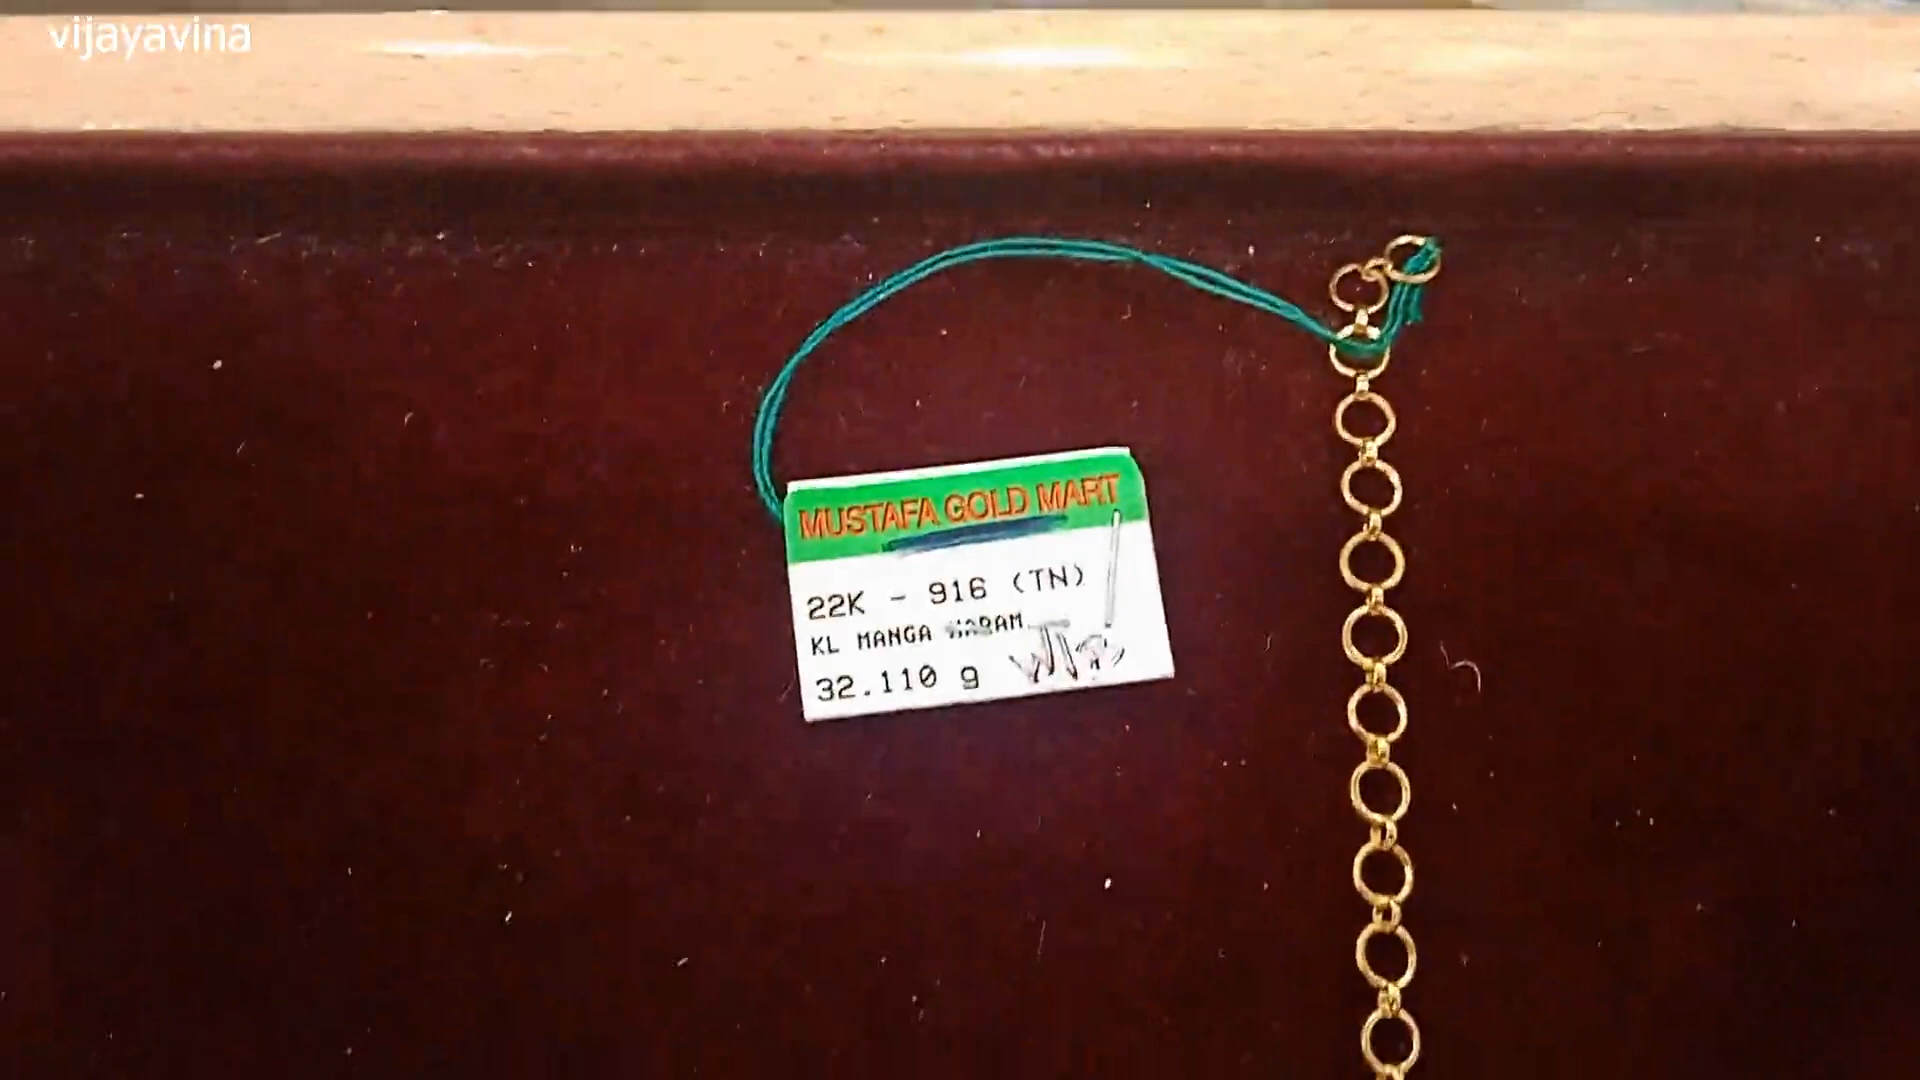 vijayavina
MUSTAFA GOLD MART
22K - 916 (TN)
KL MANGA HARAM
32.110 g